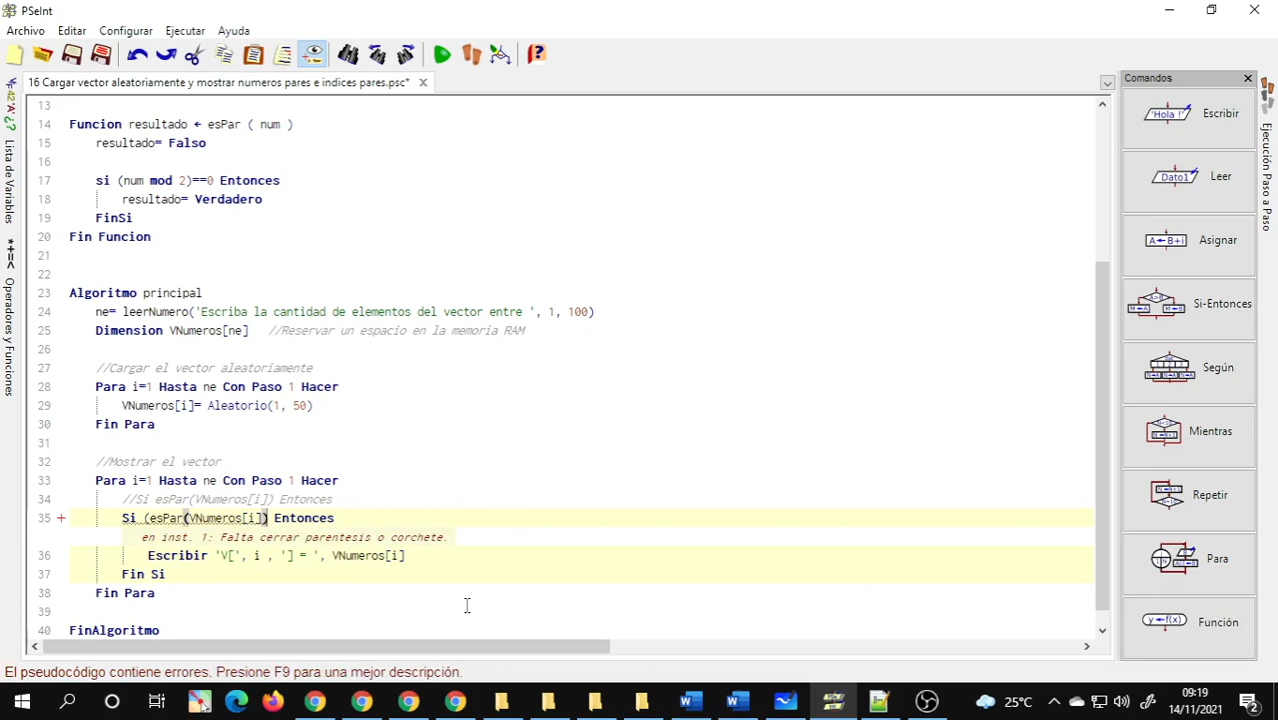 PSeInt
Archivo Editar Configurar Ejecutar Ayuda
16 Cargar vector aleatoriamente y mostrar numeros pares e indices pares.psc*
Lista de Variables
Operadores y Funciones
13
14 Funcion resultado ← esPar ( num )
15 resultado= Falso
16
17 si (num mod 2)==0 Entonces
18 resultado= Verdadero
19 FinSi
20 Fin Funcion
21
22
23 Algoritmo principal
24 ne= leerNumero('Escriba la cantidad de elementos del vector entre ', 1, 100)
25 Dimension VNumeros[ne] //Reservar un espacio en la memoria RAM
26
27 //Cargar el vector aleatoriamente
28 Para i=1 Hasta ne Con Paso 1 Hacer
29 VNumeros[i]= Aleatorio(1, 50)
30 Fin Para
31
32 //Mostrar el vector
33 Para i=1 Hasta ne Con Paso 1 Hacer
34 //Si esPar(VNumeros[i]) Entonces
35 + Si (esPar(VNumeros[i]) Entonces
en inst. 1: Falta cerrar parentesis o corchete.
36 Escribir 'V[', i , '] = ', VNumeros[i]
37 Fin Si
38 Fin Para
39
40 FinAlgoritmo
El pseudocódigo contiene errores. Presione F9 para una mejor descripción.
Comandos
'Hola !' Escribir
Dato1 Leer
A←B+i Asignar
Si-Entonces
Según
Mientras
Repetir
Para
y←f(x) Función
Ejecución Paso a Paso
25°C
09:19
14/11/2021
2